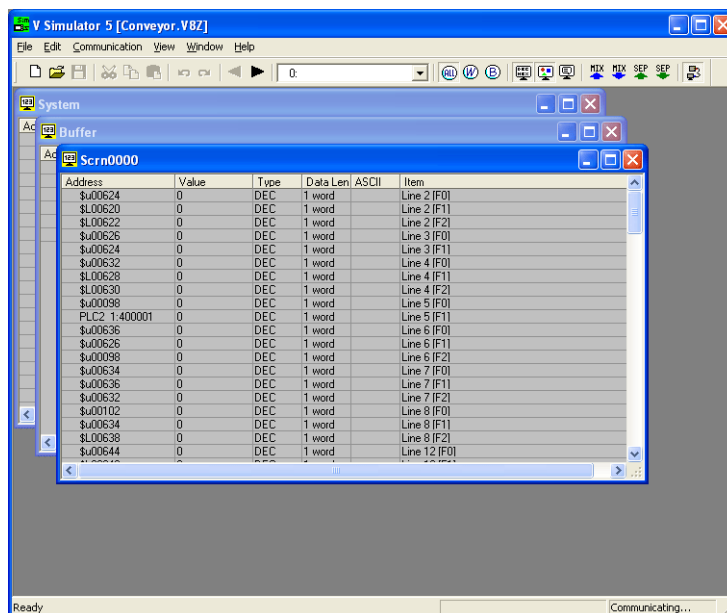 V Simulator 5 [Conveyor.V8Z]
File Edit Communication View Window Help
0: ALL W B MIX MIX SEP SEP
System
Buffer
Scrn0000
Address Value Type Data Len ASCII Item
$u00624 0 DEC 1 word Line 2 [F0]
$L00620 0 DEC 1 word Line 2 [F1]
$L00622 0 DEC 1 word Line 2 [F2]
$u00626 0 DEC 1 word Line 3 [F0]
$u00624 0 DEC 1 word Line 3 [F1]
$u00632 0 DEC 1 word Line 4 [F0]
$L00628 0 DEC 1 word Line 4 [F1]
$L00630 0 DEC 1 word Line 4 [F2]
$u00098 0 DEC 1 word Line 5 [F0]
PLC2 1:400001 0 DEC 1 word Line 5 [F1]
$u00636 0 DEC 1 word Line 6 [F0]
$u00626 0 DEC 1 word Line 6 [F1]
$u00098 0 DEC 1 word Line 6 [F2]
$u00634 0 DEC 1 word Line 7 [F0]
$u00636 0 DEC 1 word Line 7 [F1]
$u00632 0 DEC 1 word Line 7 [F2]
$u00102 0 DEC 1 word Line 8 [F0]
$u00634 0 DEC 1 word Line 8 [F1]
$L00638 0 DEC 1 word Line 8 [F2]
$u00644 0 DEC 1 word Line 12 [F0]
Ready Communicating...